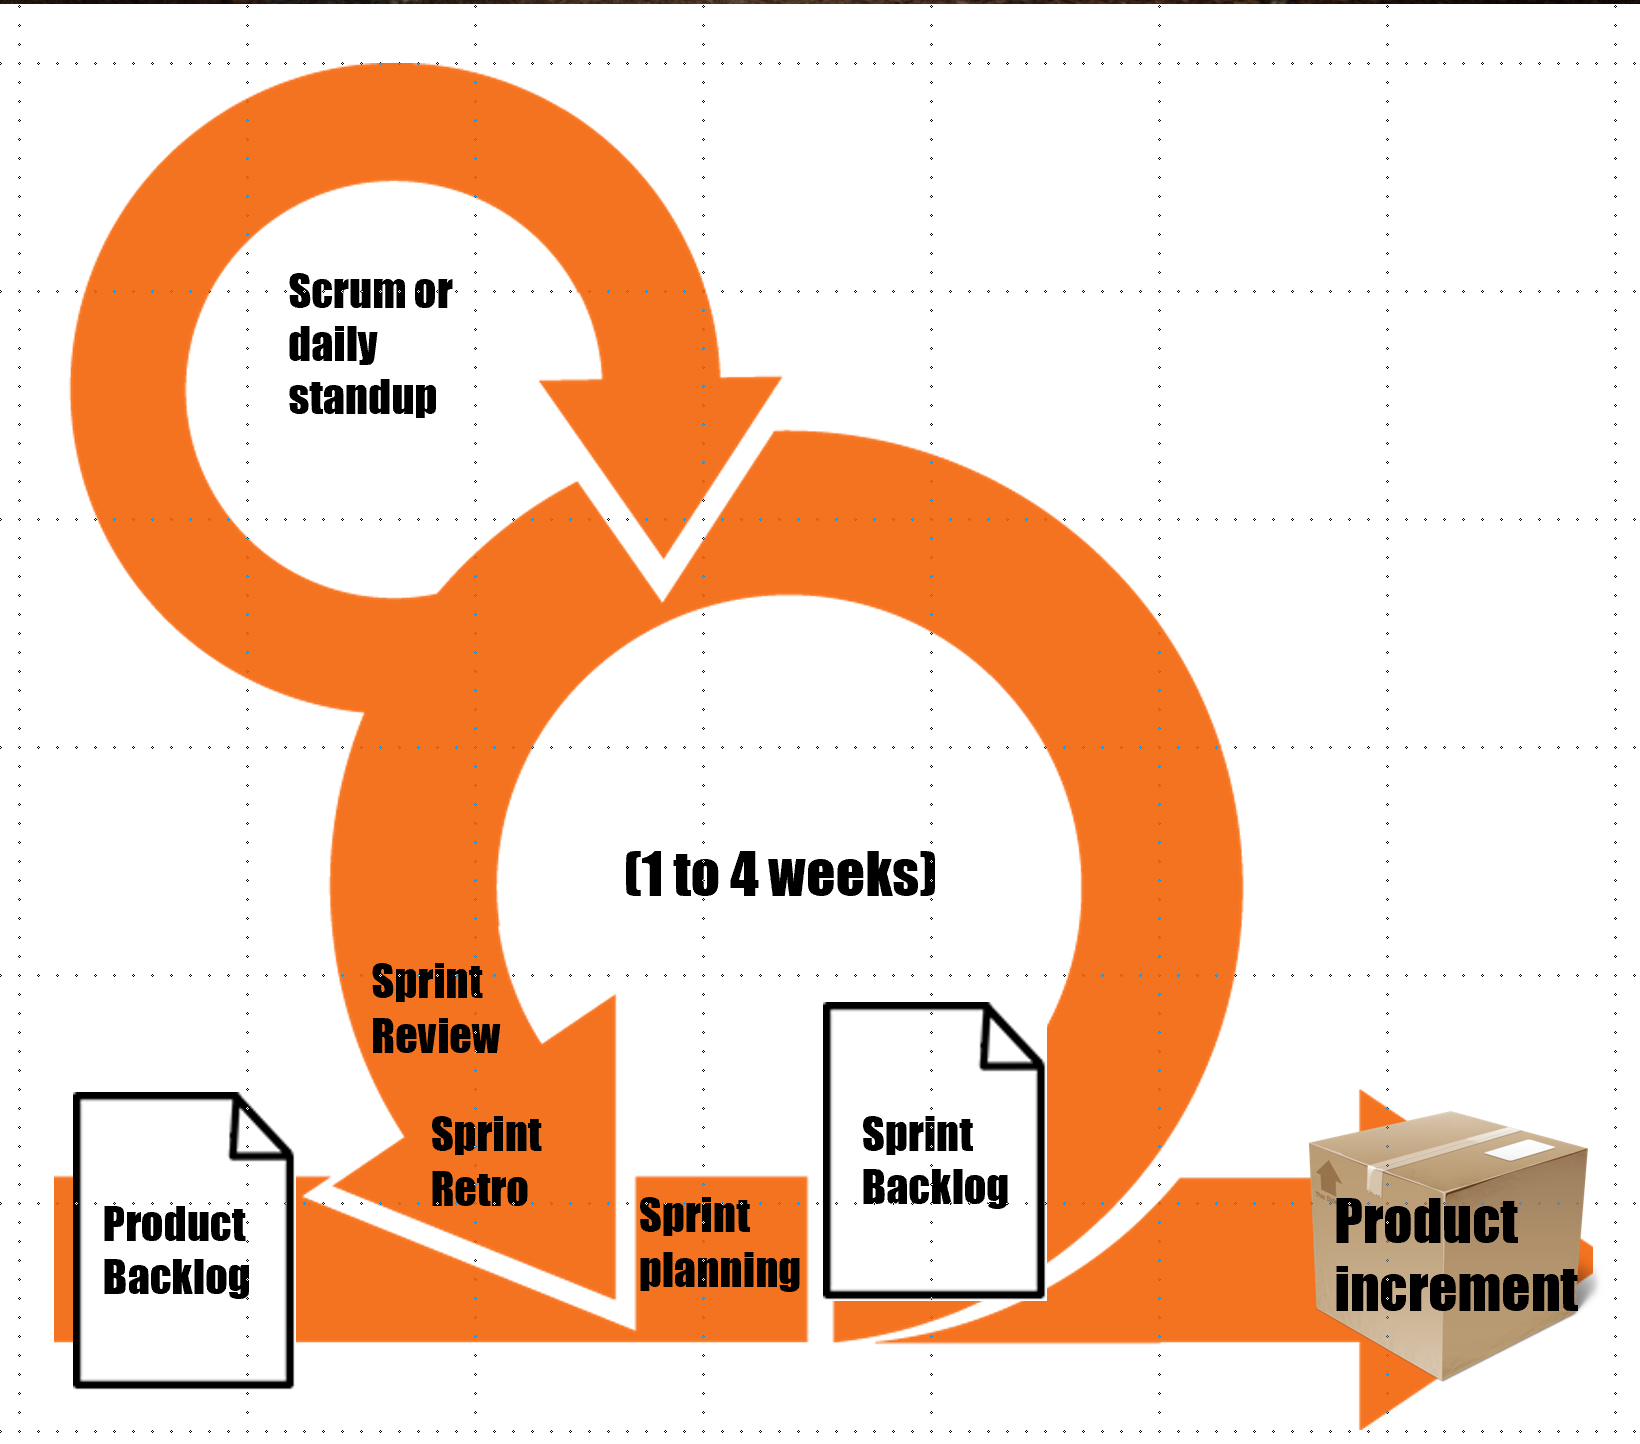 Scrum or
daily
standup
(1 to 4 weeks)
Sprint
Review
Sprint
Retro
Product
Backlog
Sprint
planning
Sprint
Backlog
Product
increment